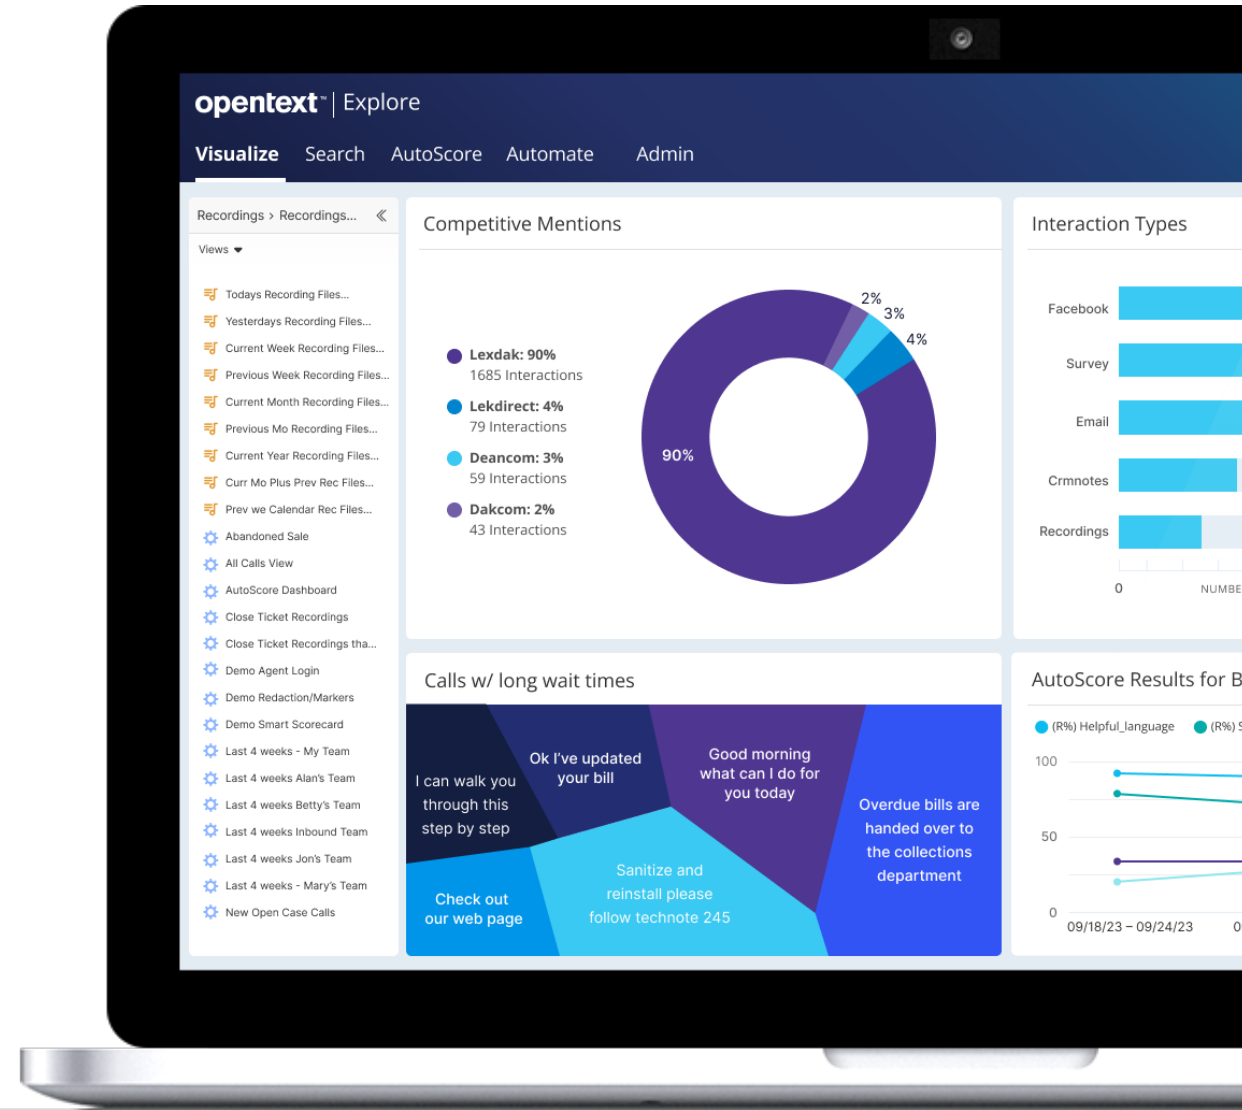 opentext™ | Explore
Visualize Search AutoScore Automate Admin
Recordings > Recordings...
Views
Todays Recording Files...
Yesterdays Recording Files...
Current Week Recording Files...
Previous Week Recording Files...
Current Month Recording Files...
Previous Mo Recording Files...
Current Year Recording Files...
Curr Mo Plus Prev Rec Files...
Prev we Calendar Rec Files...
Abandoned Sale
All Calls View
AutoScore Dashboard
Close Ticket Recordings
Close Ticket Recordings tha...
Demo Agent Login
Demo Redaction/Markers
Demo Smart Scorecard
Last 4 weeks - My Team
Last 4 weeks Alan's Team
Last 4 weeks Betty's Team
Last 4 weeks Inbound Team
Last 4 weeks Jon's Team
Last 4 weeks - Mary's Team
New Open Case Calls
Competitive Mentions
Lexdak: 90%
1685 Interactions
Lekdirect: 4%
79 Interactions
Deancom: 3%
59 Interactions
Dakcom: 2%
43 Interactions
2%
3%
4%
90%
Interaction Types
Facebook
Survey
Email
Crmnotes
Recordings
0
NUMBE
Calls w/ long wait times
I can walk you
through this
step by step
Ok I've updated
your bill
Good morning
what can I do for
you today
Overdue bills are
handed over to
the collections
department
Check out
our web page
Sanitize and
reinstall please
follow technote 245
AutoScore Results for B
(R%) Helpful_language (R%) S
100
50
0
09/18/23 – 09/24/23 0